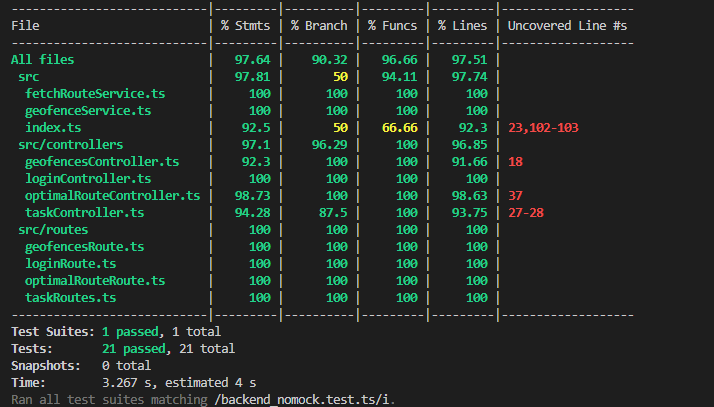 ----------------------------|---------|----------|---------|---------|-------------------
File                        | % Stmts | % Branch | % Funcs | % Lines | Uncovered Line #s
----------------------------|---------|----------|---------|---------|-------------------
All files                   |   97.64 |    90.32 |   96.66 |   97.51 |
 src                        |   97.81 |       50 |   94.11 |   97.74 |
  fetchRouteService.ts      |     100 |      100 |     100 |     100 |
  geofenceService.ts        |     100 |      100 |     100 |     100 |
  index.ts                  |    92.5 |       50 |   66.66 |    92.3 | 23,102-103
 src/controllers            |    97.1 |    96.29 |     100 |   96.85 |
  geofencesController.ts    |    92.3 |      100 |     100 |   91.66 | 18
  loginController.ts        |     100 |      100 |     100 |     100 |
  optimalRouteController.ts |   98.73 |      100 |     100 |   98.63 | 37
  taskController.ts         |   94.28 |     87.5 |     100 |   93.75 | 27-28
 src/routes                 |     100 |      100 |     100 |     100 |
  geofencesRoute.ts         |     100 |      100 |     100 |     100 |
  loginRoute.ts             |     100 |      100 |     100 |     100 |
  optimalRouteRoute.ts      |     100 |      100 |     100 |     100 |
  taskRoutes.ts             |     100 |      100 |     100 |     100 |
----------------------------|---------|----------|---------|---------|-------------------
Test Suites: 1 passed, 1 total
Tests:       21 passed, 21 total
Snapshots:   0 total
Time:        3.267 s, estimated 4 s
Ran all test suites matching /backend_nomock.test.ts/i.